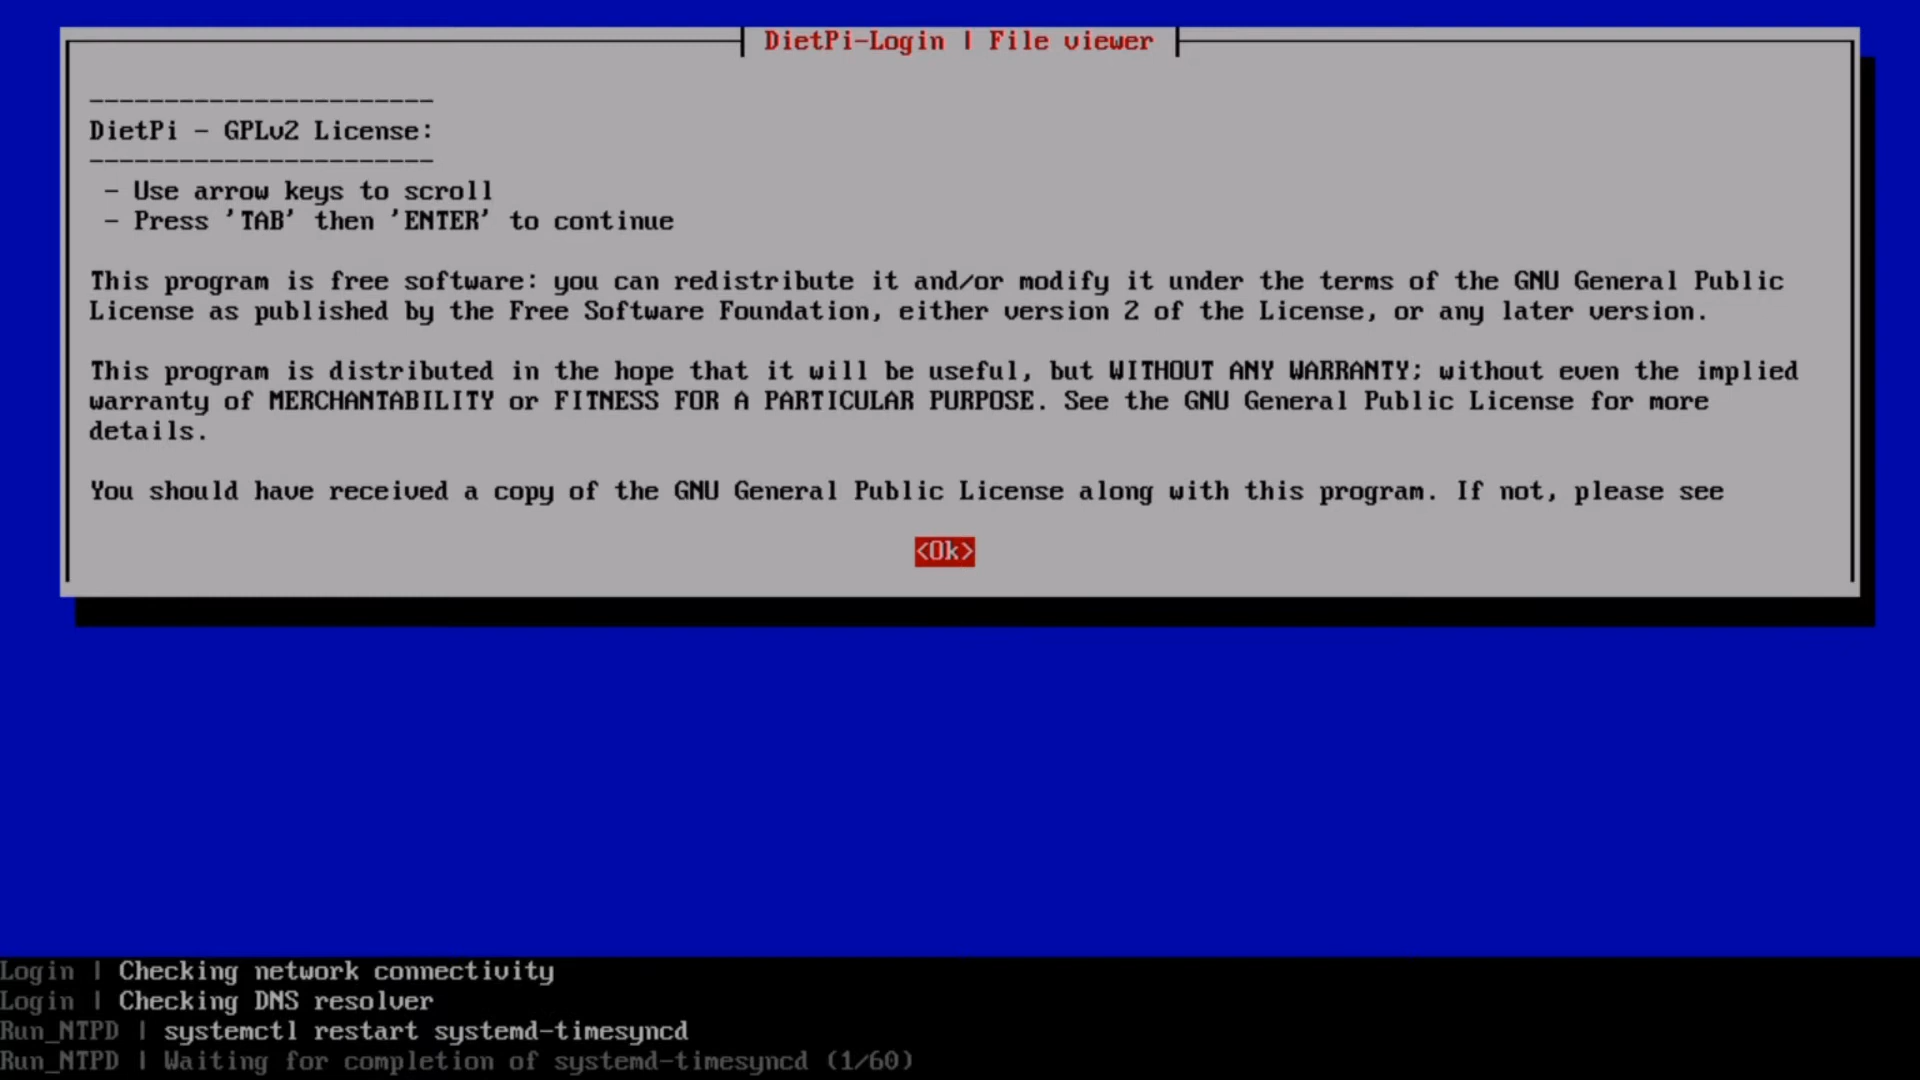 DietPi-Login | File viewer
-----------------------
DietPi - GPLv2 License:
-----------------------
- Use arrow keys to scroll
- Press 'TAB' then 'ENTER' to continue
This program is free software: you can redistribute it and/or modify it under the terms of the GNU General Public
License as published by the Free Software Foundation, either version 2 of the License, or any later version.
This program is distributed in the hope that it will be useful, but WITHOUT ANY WARRANTY; without even the implied
warranty of MERCHANTABILITY or FITNESS FOR A PARTICULAR PURPOSE. See the GNU General Public License for more
details.
You should have received a copy of the GNU General Public License along with this program. If not, please see
<Ok>
Login | Checking network connectivity
Login | Checking DNS resolver
Run_NTPD | systemctl restart systemd-timesyncd
Run_NTPD | Waiting for completion of systemd-timesyncd (1/60)